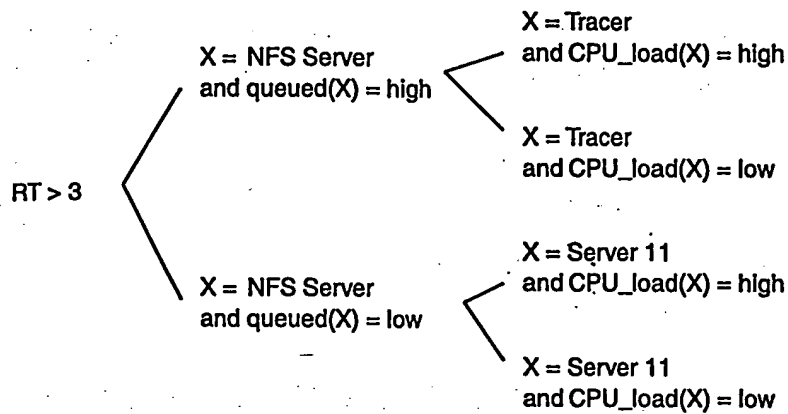 X = Tracer
and CPU_load(X) = high
X = NFS Server
and queued(X) = high
X = Tracer
and CPU_load(X) = low
RT > 3
X = Server 11
and CPU_load(X) = high
X = NFS Server
and queued(X) = low
X = Server 11
and CPU_load(X) = low